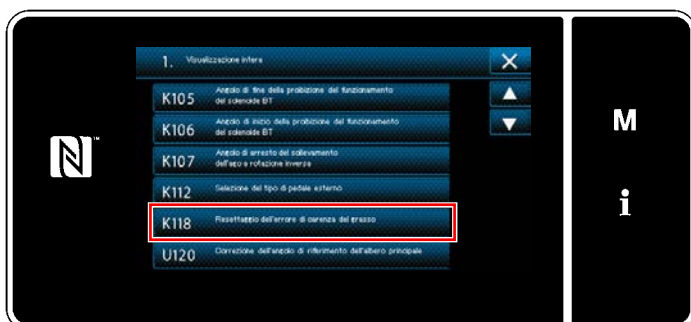 1. Visualizzazione intera
K105 Angolo di fine della proibizione del funzionamento
del solenoide BT
K106 Angolo di inizio della proibizione del funzionamento
del solenoide BT
K107 Angolo di arresto del sollevamento
dell'ago a rotazione inversa
K112 Selezione del tipo di pedale esterno
K118 Resettaggio dell'errore di carenza del grasso
U120 Correzione dell'angolo di riferimento dell'albero principale
M
i
N